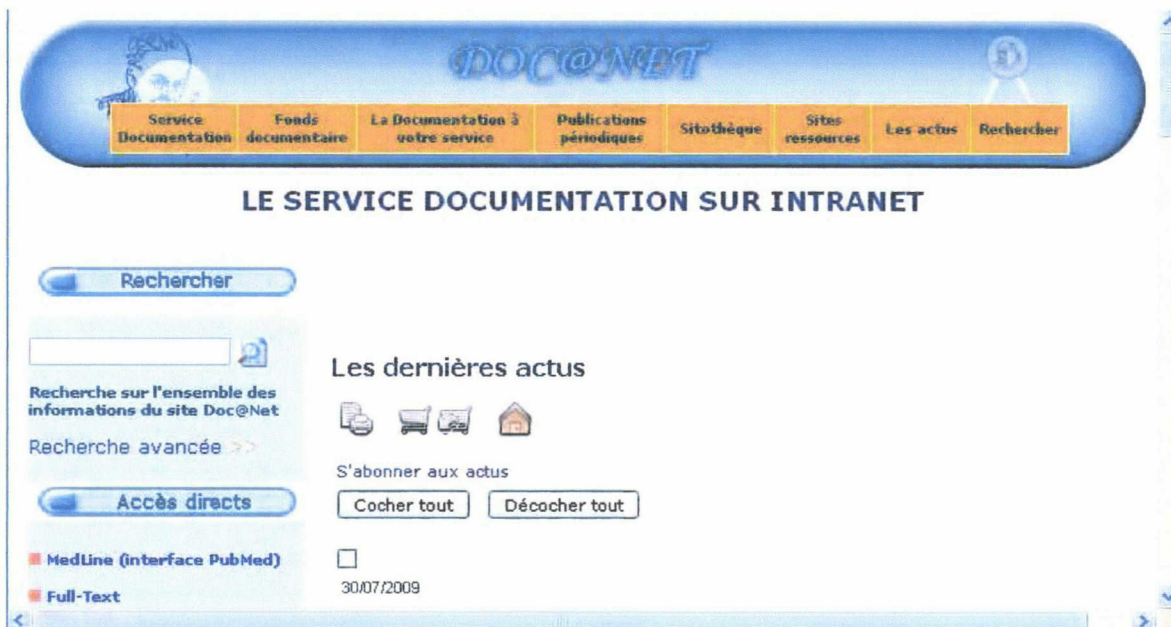 DOC@NET
Service Documentation
Fonds documentaire
La Documentation à votre service
Publications périodiques
Sitothèque
Sites ressources
Les actus
Rechercher
LE SERVICE DOCUMENTATION SUR INTRANET
Rechercher
Recherche sur l'ensemble des
informations du site Doc@Net
Recherche avancée >>
Accès directs
MedLine (interface PubMed)
Full-Text
Les dernières actus
S'abonner aux actus
Cocher tout
Décocher tout
30/07/2009